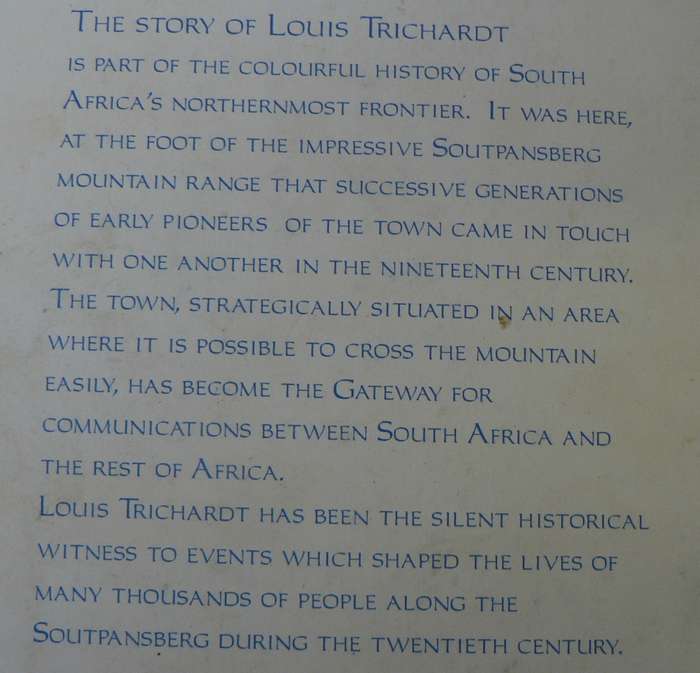 The story of Louis Trichardt
is part of the colourful history of South
Africa's northernmost frontier. It was here,
at the foot of the impressive Soutpansberg
mountain range that successive generations
of early pioneers of the town came in touch
with one another in the nineteenth century.
The town, strategically situated in an area
where it is possible to cross the mountain
easily, has become the Gateway for
communications between South Africa and
the rest of Africa.
Louis Trichardt has been the silent historical
witness to events which shaped the lives of
many thousands of people along the
Soutpansberg during the twentieth century.